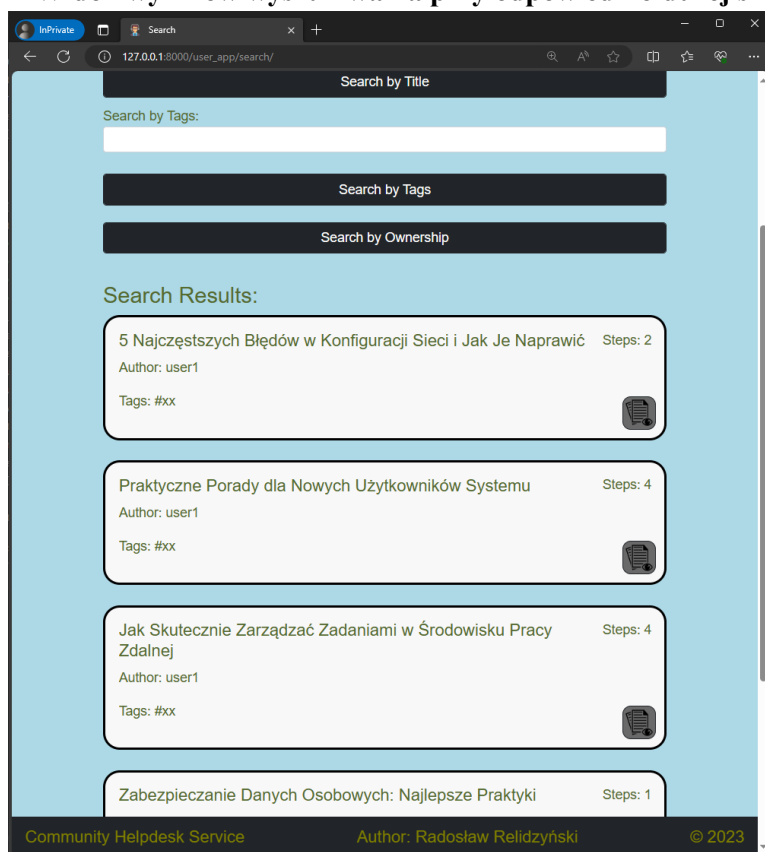 InPrivate
Search
127.0.0.1:8000/user_app/search/
Search by Title
Search by Tags:
Search by Tags
Search by Ownership
Search Results:
5 Najczęstszych Błędów w Konfiguracji Sieci i Jak Je Naprawić Steps: 2
Author: user1
Tags: #xx
Praktyczne Porady dla Nowych Użytkowników Systemu Steps: 4
Author: user1
Tags: #xx
Jak Skutecznie Zarządzać Zadaniami w Środowisku Pracy Steps: 4
Zdalnej
Author: user1
Tags: #xx
Zabezpieczanie Danych Osobowych: Najlepsze Praktyki Steps: 1
Community Helpdesk Service Author: Radosław Relidzyński © 2023